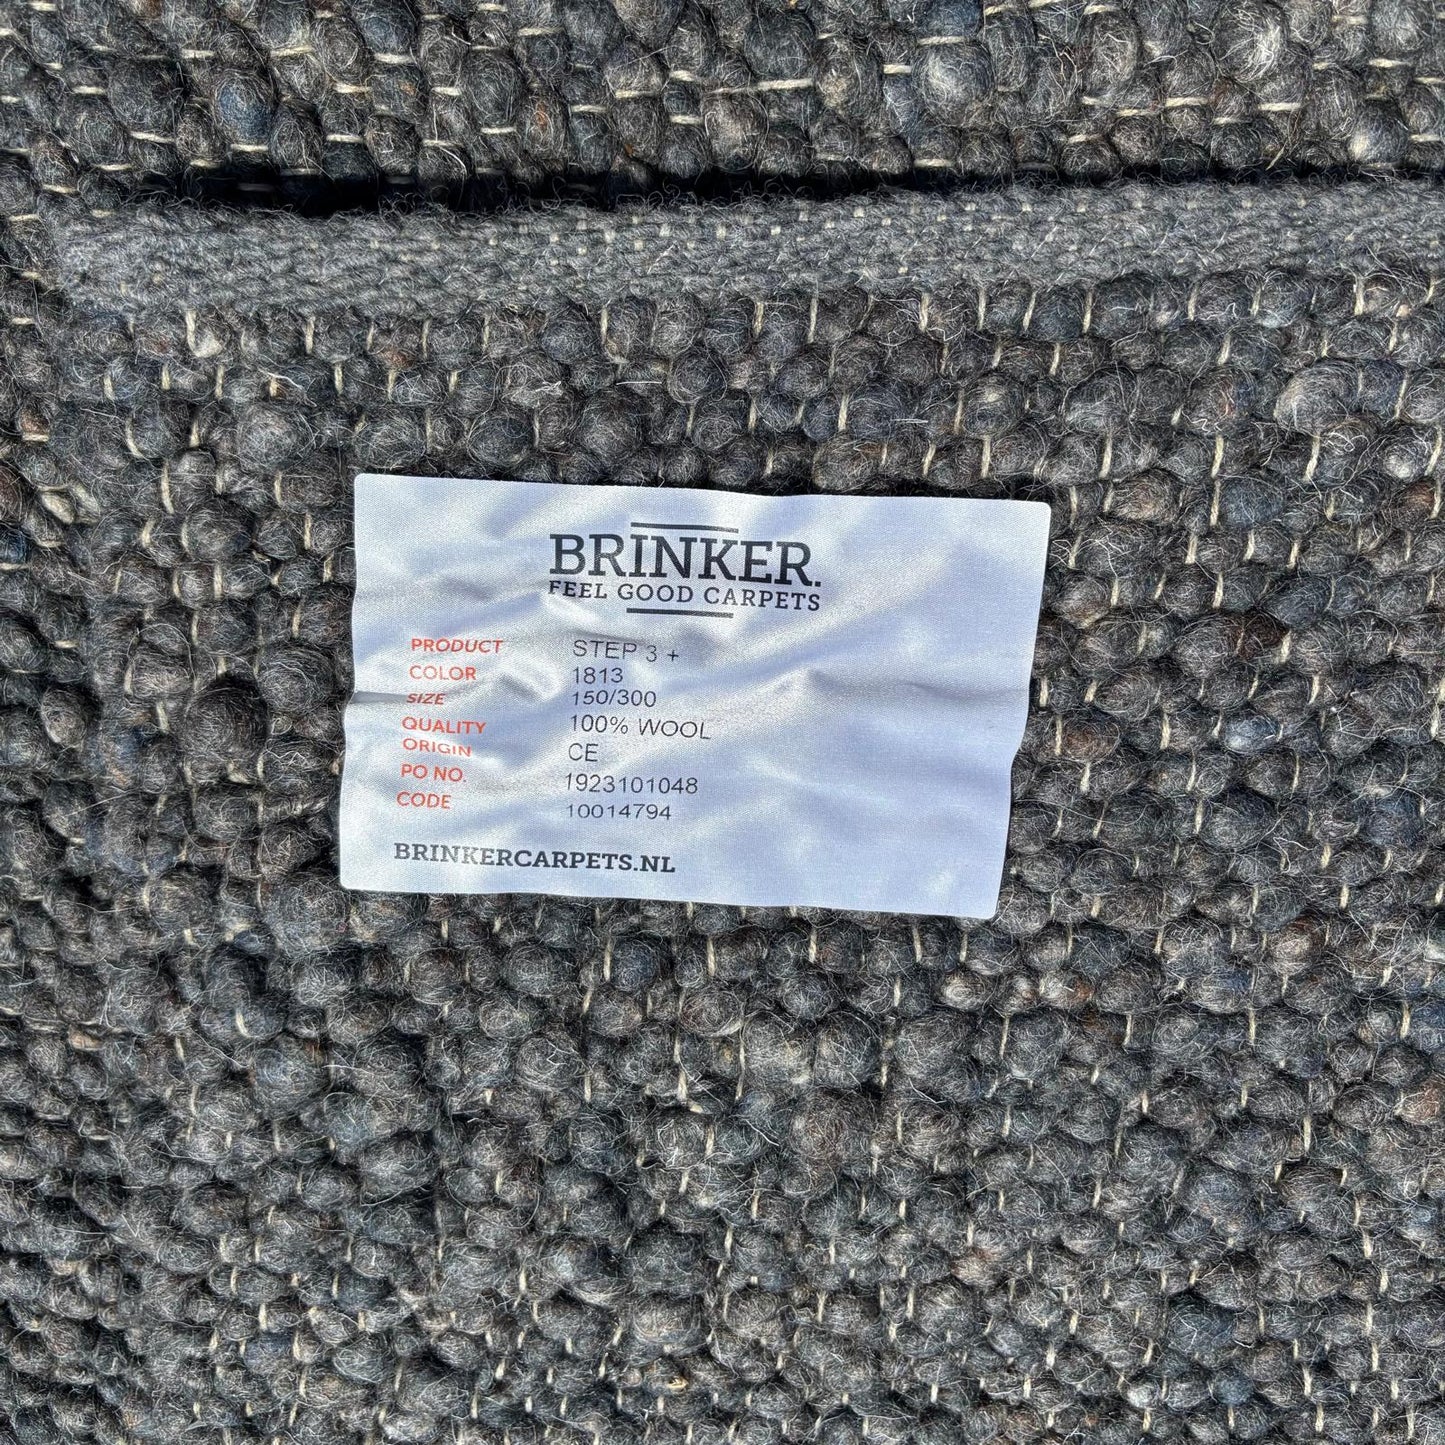 BRINKER.
FEEL GOOD CARPETS
PRODUCT STEP 3 +
COLOR 1813
SIZE 150/300
QUALITY 100% WOOL
ORIGIN CE
PO NO. 1923101048
CODE 10014794
BRINKERCARPETS.NL